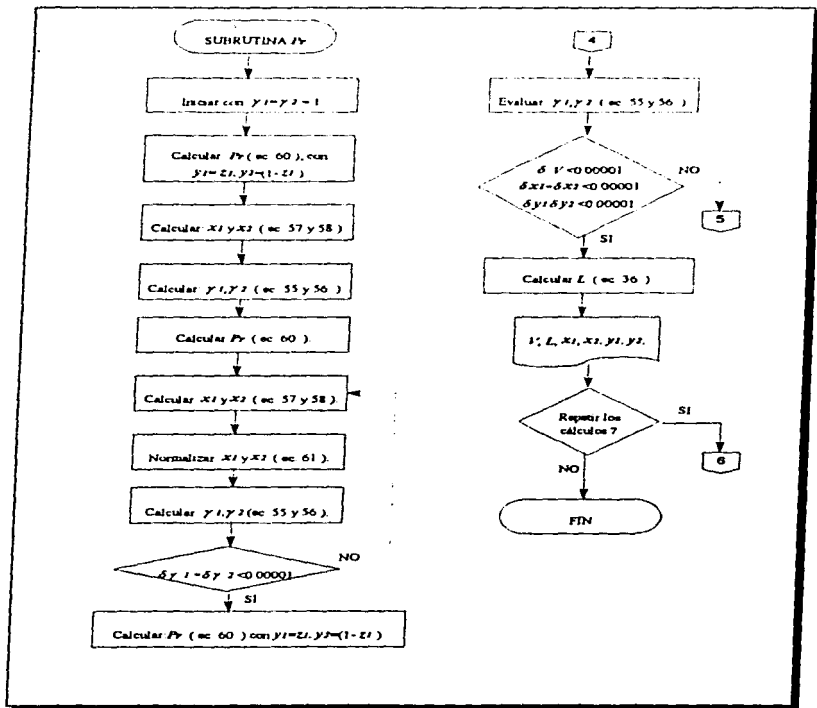 SUBRUTINA Pr
Iniciar con γ1=γ2=1
Calcular Pr (ec 60), con
y1=z1, y2=(1-z1)
Calcular x1 y x2 (ec 57 y 58)
Calcular γ1,γ2 (ec 55 y 56)
Calcular Pr (ec 60).
Calcular x1 y x2 (ec 57 y 58).
Normalizar x1 y x2 (ec 61).
Calcular γ1,γ2 (ec 55 y 56).
NO
δγ1=δγ2<0.00001
SI
Calcular Pr (ec 60) con y1=z1, y2=(1-z1)
4
Evaluar γ1,γ2 (ec 55 y 56)
δ V<0.00001
δx1=δx2<0.00001
δy1 δy2<0.00001
NO
5
SI
Calcular L (ec 36)
V, L, x1, x2, y1, y2.
Repetir los
cálculos ?
SI
6
NO
FIN